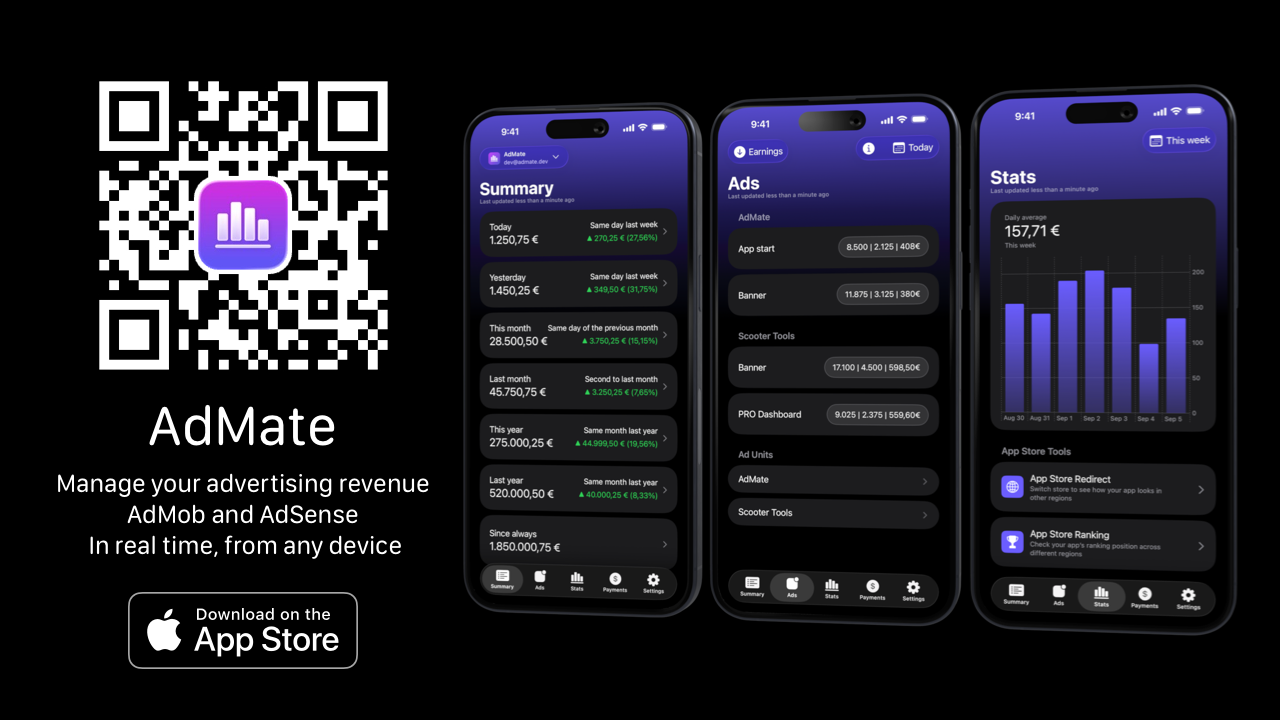 AdMate
Manage your advertising revenue
AdMob and AdSense
In real time, from any device
Download on the
App Store
9:41
AdMate
dev@admate.dev
Summary
Last updated less than a minute ago
Today
Same day last week
1.250,75 €
▲ 270,25 € (27,56%)
Yesterday
Same day last week
1.450,25 €
▲ 349,50 € (31,75%)
This month
Same day of the previous month
28.500,50 €
▲ 3.750,25 € (15,15%)
Last month
Second to last month
45.750,75 €
▲ 3.250,25 € (7,65%)
This year
Same month last year
275.000,25 €
▲ 44.999,50 € (19,56%)
Last year
Same month last year
520.000,50 €
▲ 40.000,25 € (8,33%)
Since always
1.850.000,75 €
Summary
Ads
Stats
Payments
Settings
9:41
Earnings
Today
Ads
Last updated less than a minute ago
AdMate
App start
8.500 | 2.125 | 408€
Banner
11.875 | 3.125 | 380€
Scooter Tools
Banner
17.100 | 4.500 | 598,50€
PRO Dashboard
9.025 | 2.375 | 559,60€
Ad Units
AdMate
Scooter Tools
Summary
Ads
Stats
Payments
Settings
9:41
This week
Stats
Last updated less than a minute ago
Daily average
157,71 €
This week
200
150
100
50
0
Aug 30
Aug 31
Sep 1
Sep 2
Sep 3
Sep 4
Sep 5
App Store Tools
App Store Redirect
Switch store to see how your app looks in
other regions
App Store Ranking
Check your app's ranking position across
different regions
Summary
Ads
Stats
Payments
Settings